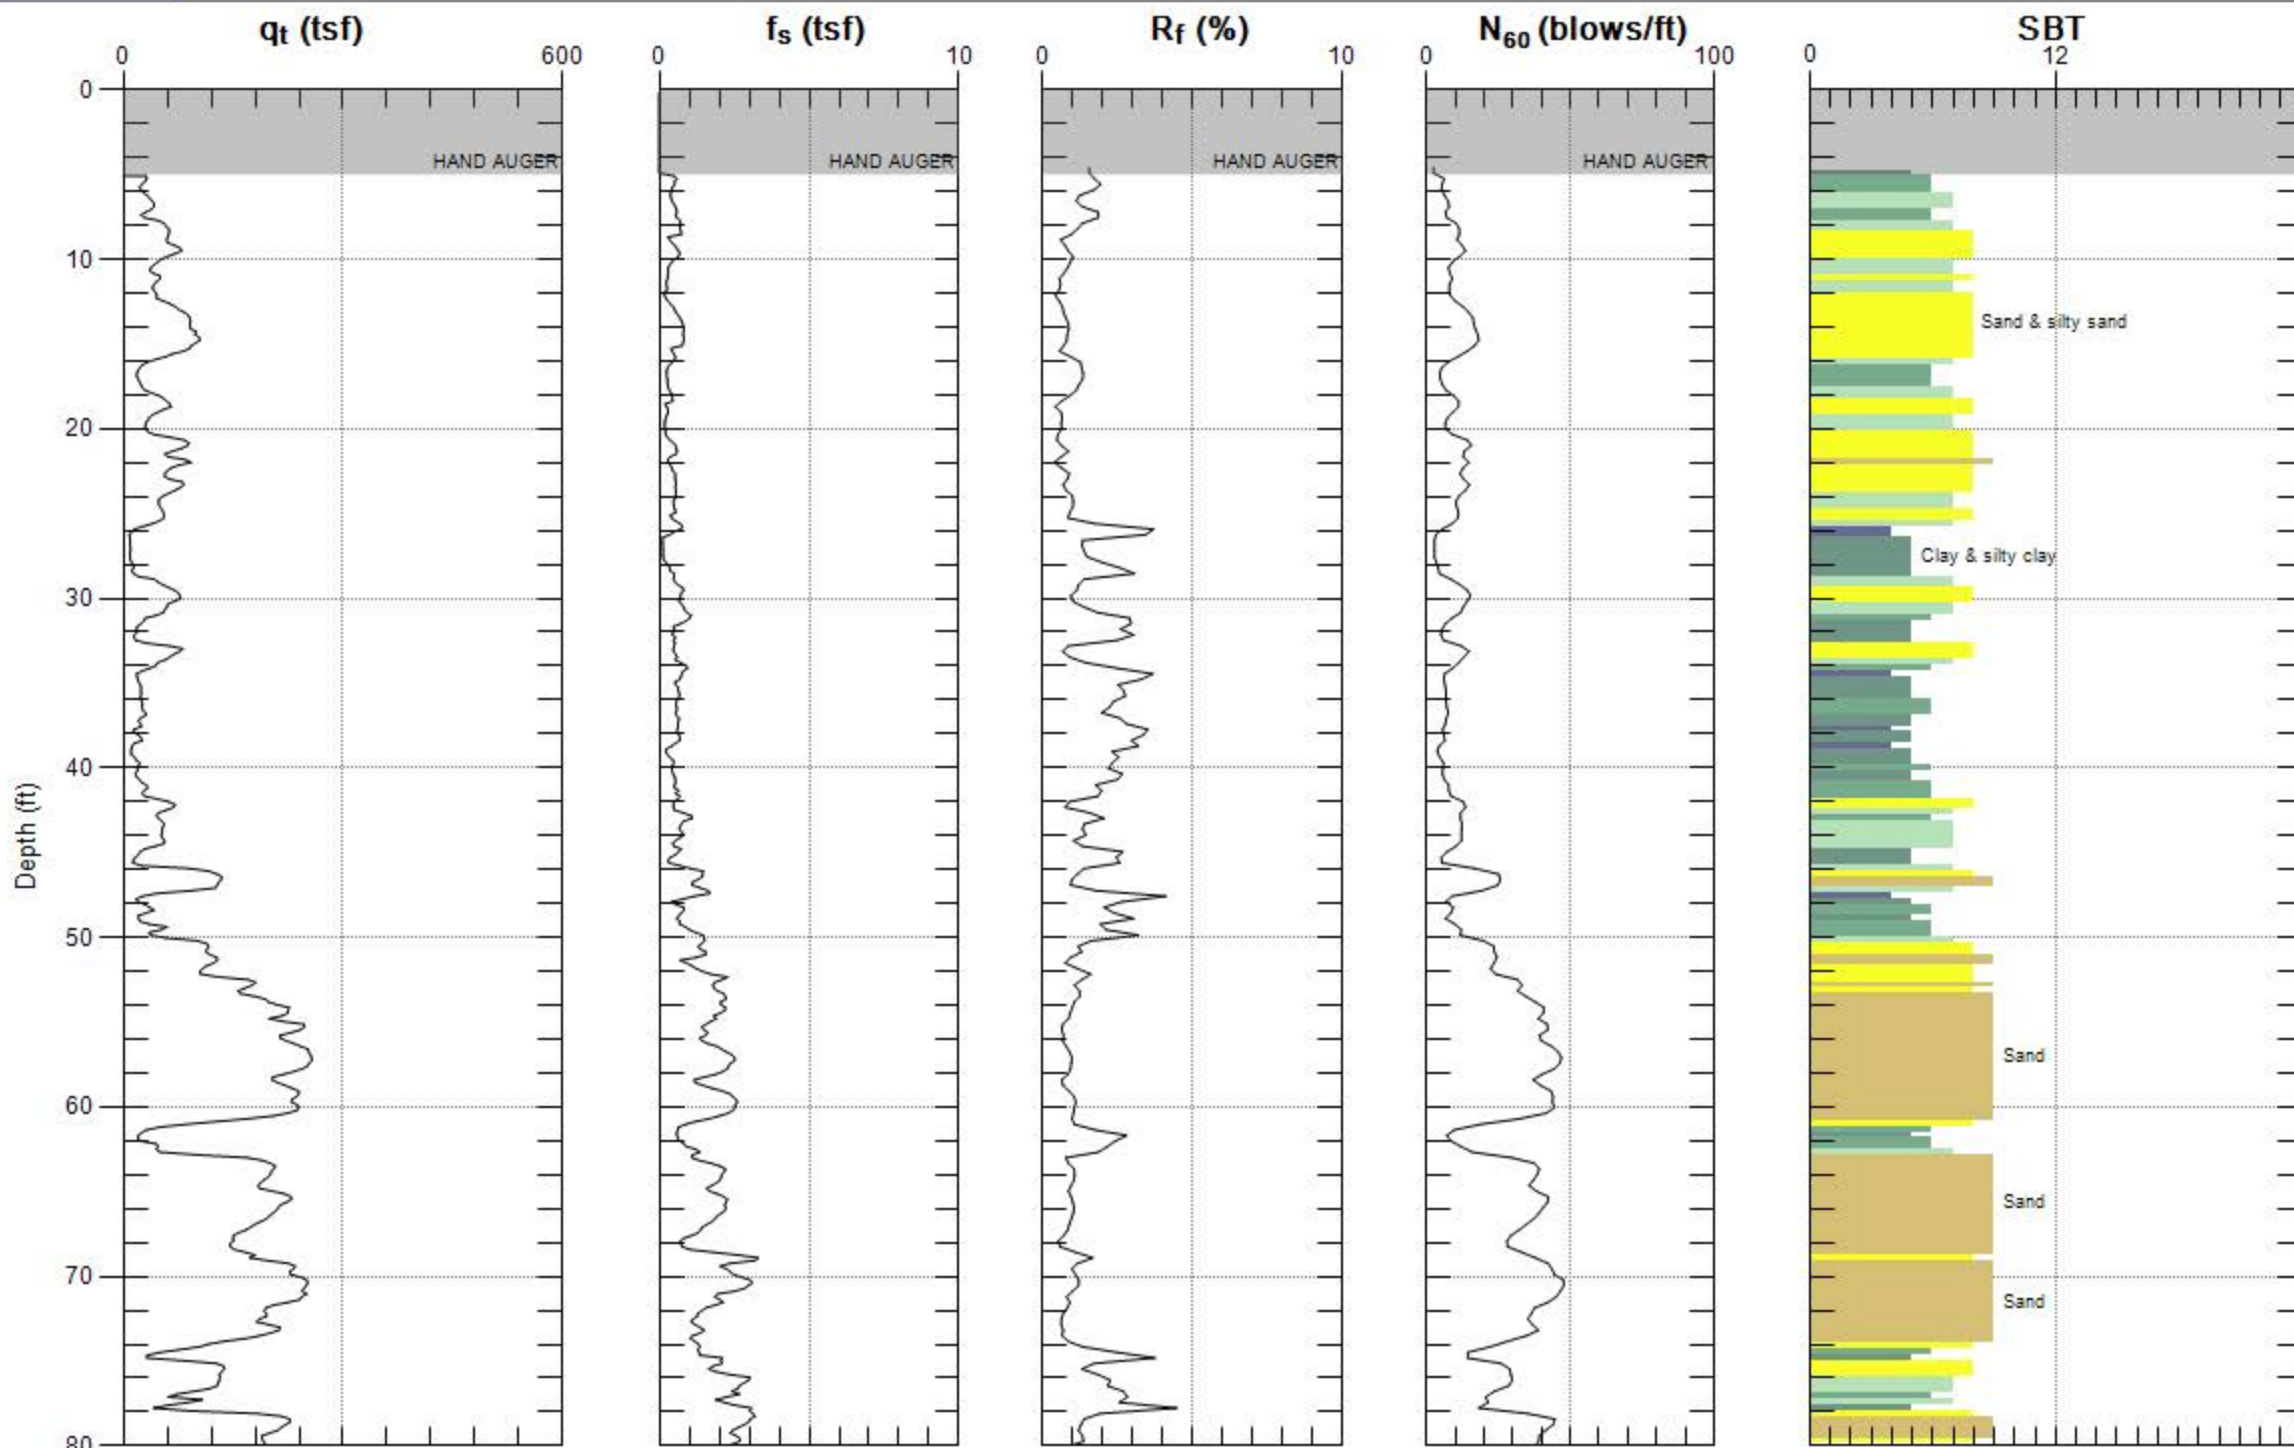 qt (tsf) fs (tsf) Rf (%) N60 (blows/ft) SBT
0 600 0 10 0 10 0 100 0 12
0
HAND AUGER HAND AUGER HAND AUGER HAND AUGER
10
Sand & silty sand
20
Clay & silty clay
30
40
Depth (ft)
50
Sand
60
Sand
70
Sand
80